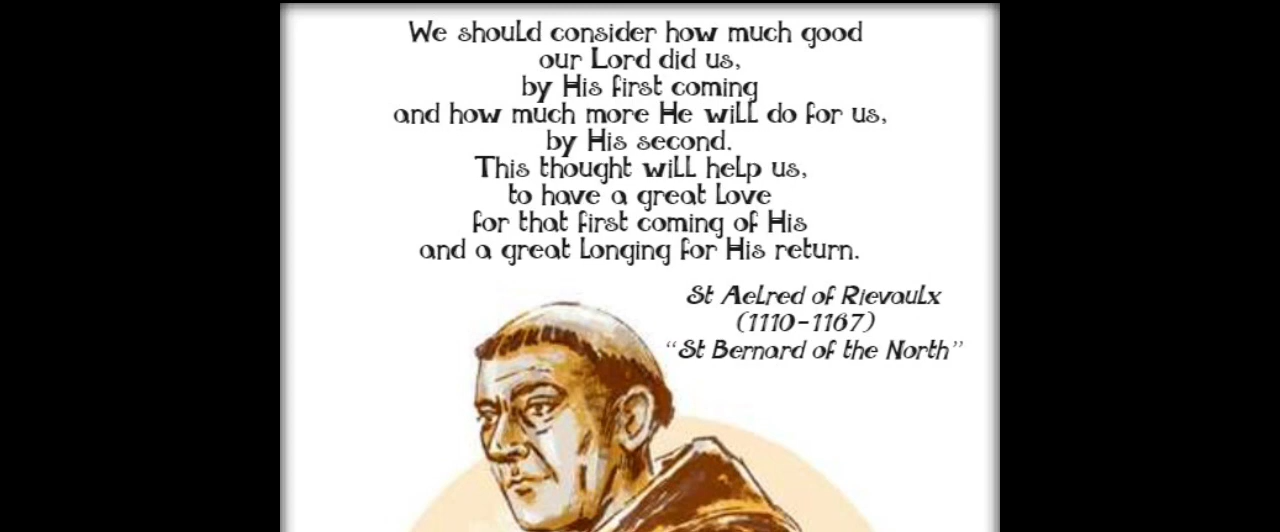 We should consider how much good
our Lord did us,
by His first coming
and how much more He will do for us,
by His second.
This thought will help us,
to have a great love
for that first coming of His
and a great longing for His return.
St Aelred of Rievaulx
(1110-1167)
“St Bernard of the North”